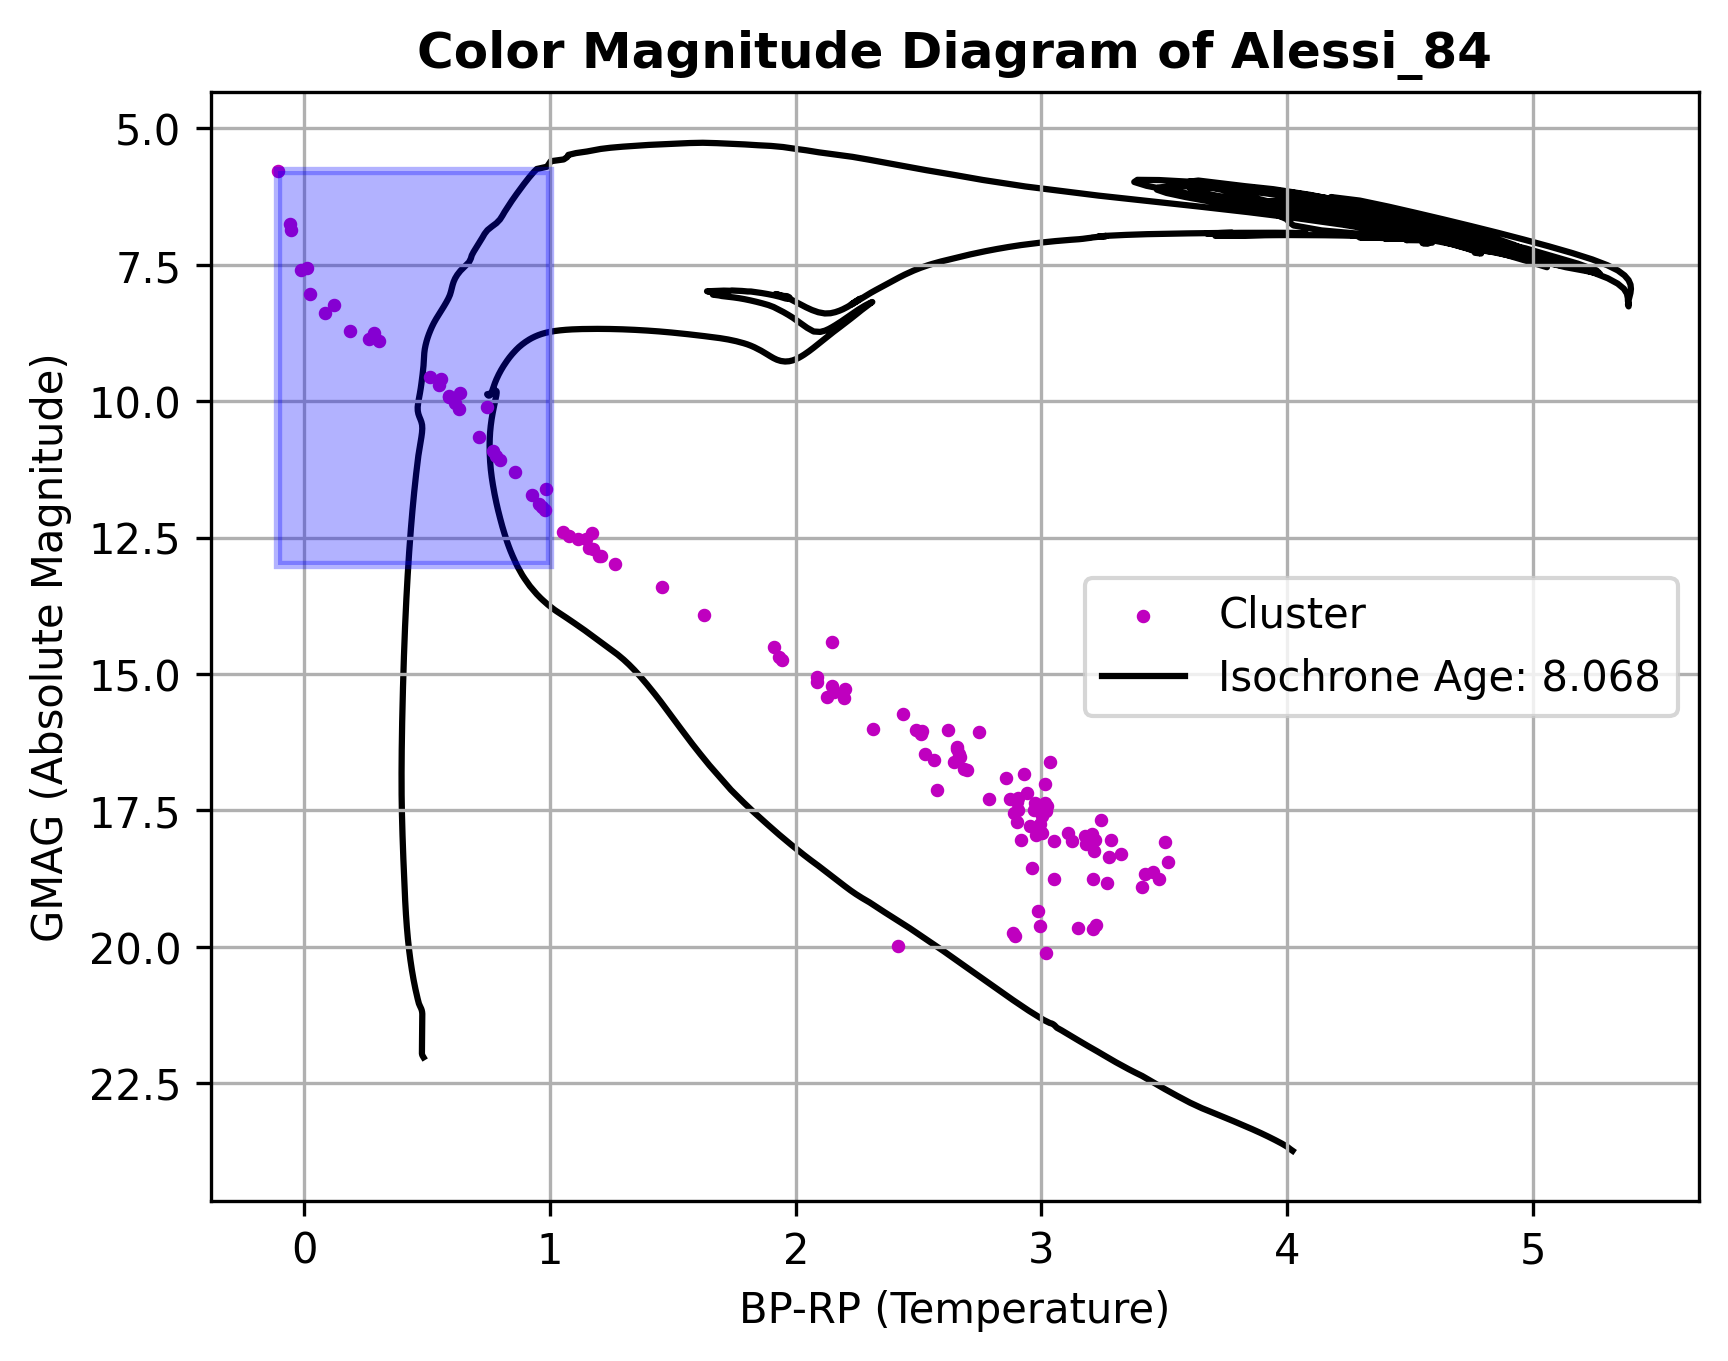 Color Magnitude Diagram of Alessi_84
5.0
7.5
10.0
12.5
15.0
17.5
20.0
22.5
GMAG (Absolute Magnitude)
Cluster
Isochrone Age: 8.068
0 1 2 3 4 5
BP-RP (Temperature)